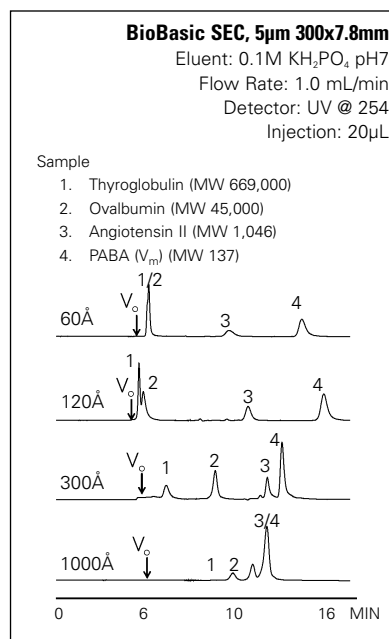 BioBasic SEC, 5µm 300x7.8mm
Eluent: 0.1M KH₂PO₄ pH7
Flow Rate: 1.0 mL/min
Detector: UV @ 254
Injection: 20µL
Sample
1. Thyroglobulin (MW 669,000)
2. Ovalbumin (MW 45,000)
3. Angiotensin II (MW 1,046)
4. PABA (Vₘ) (MW 137)
1/2
Vₒ
60Å 3 4
1 Vₒ 2
120Å 3 4
Vₒ 4
300Å 1 2 3
Vₒ 3/4
1000Å 1 2
0 6 10 16 MIN